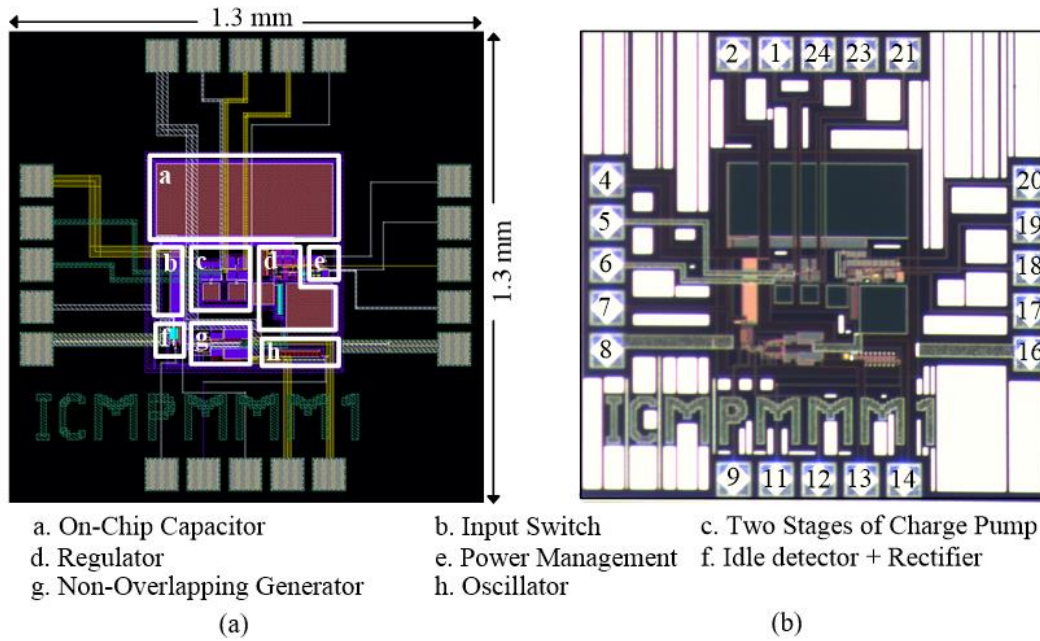 1.3 mm
1.3 mm
a
b
c
d
e
f
g
h
ICMPMMM1
2 1 24 23 21
4
5
6
7
8
20
19
18
17
16
ICMPMMM1
9 11 12 13 14
a. On-Chip Capacitor b. Input Switch c. Two Stages of Charge Pump
d. Regulator e. Power Management f. Idle detector + Rectifier
g. Non-Overlapping Generator h. Oscillator
(a) (b)